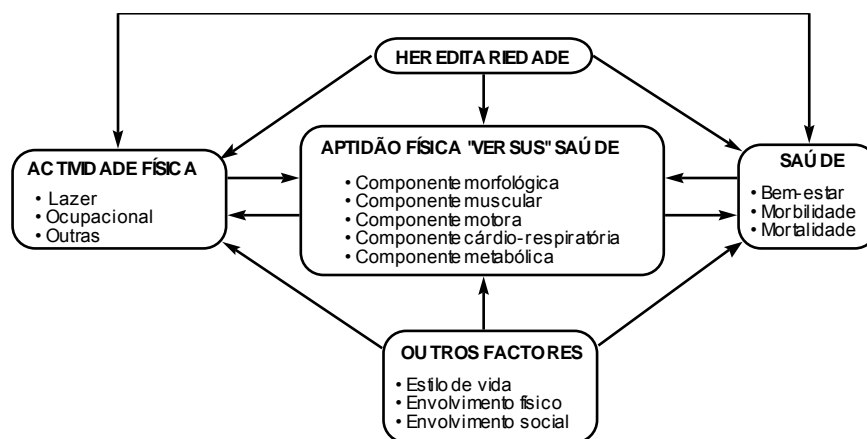 HEREDITARIEDADE
APTIDÃO FÍSICA "VERSUS" SAÚDE
• Componente morfológica
• Componente muscular
• Componente motora
• Componente cárdio-respiratória
• Componente metabólica
ACTIVIDADE FÍSICA
• Lazer
• Ocupacional
• Outras
SAÚDE
• Bem-estar
• Morbilidade
• Mortalidade
OUTROS FACTORES
• Estilo de vida
• Envolvimento físico
• Envolvimento social